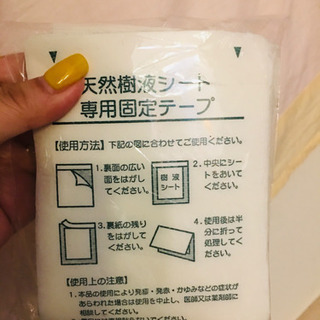 天然樹液シート
専用固定テープ
【使用方法】下記の図に合わせてご使用ください。
1.裏面の広い
面をはがし
てください。
2.中央にシー
トをおいて
ください。
樹液
シート
3.裏紙の残り
をはがして
ください。
4.使用後は半
分に折って
処理してく
ださい。
【使用上の注意】
1.本品の使用により発疹・発赤・かゆみなどの症状が
あらわれた場合は使用を中止し、医師又は薬剤師に
相談してください。